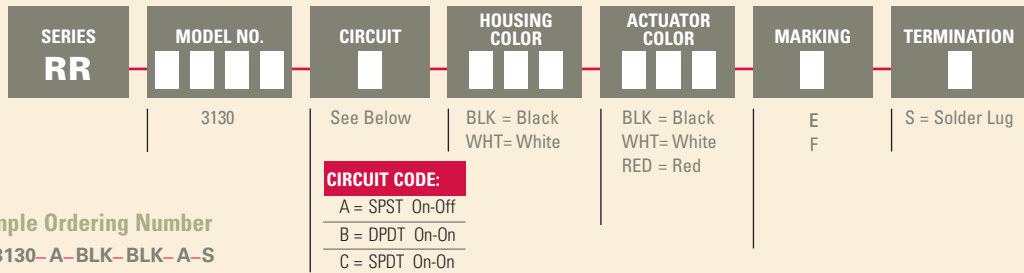 SERIES
RR
MODEL NO.
3130
CIRCUIT
See Below
CIRCUIT CODE:
A = SPST On-Off
B = DPDT On-On
C = SPDT On-On
HOUSING
COLOR
BLK = Black
WHT= White
ACTUATOR
COLOR
BLK = Black
WHT= White
RED = Red
MARKING
E
F
TERMINATION
S = Solder Lug
Ordering Number
3130–A–BLK–BLK–A–S